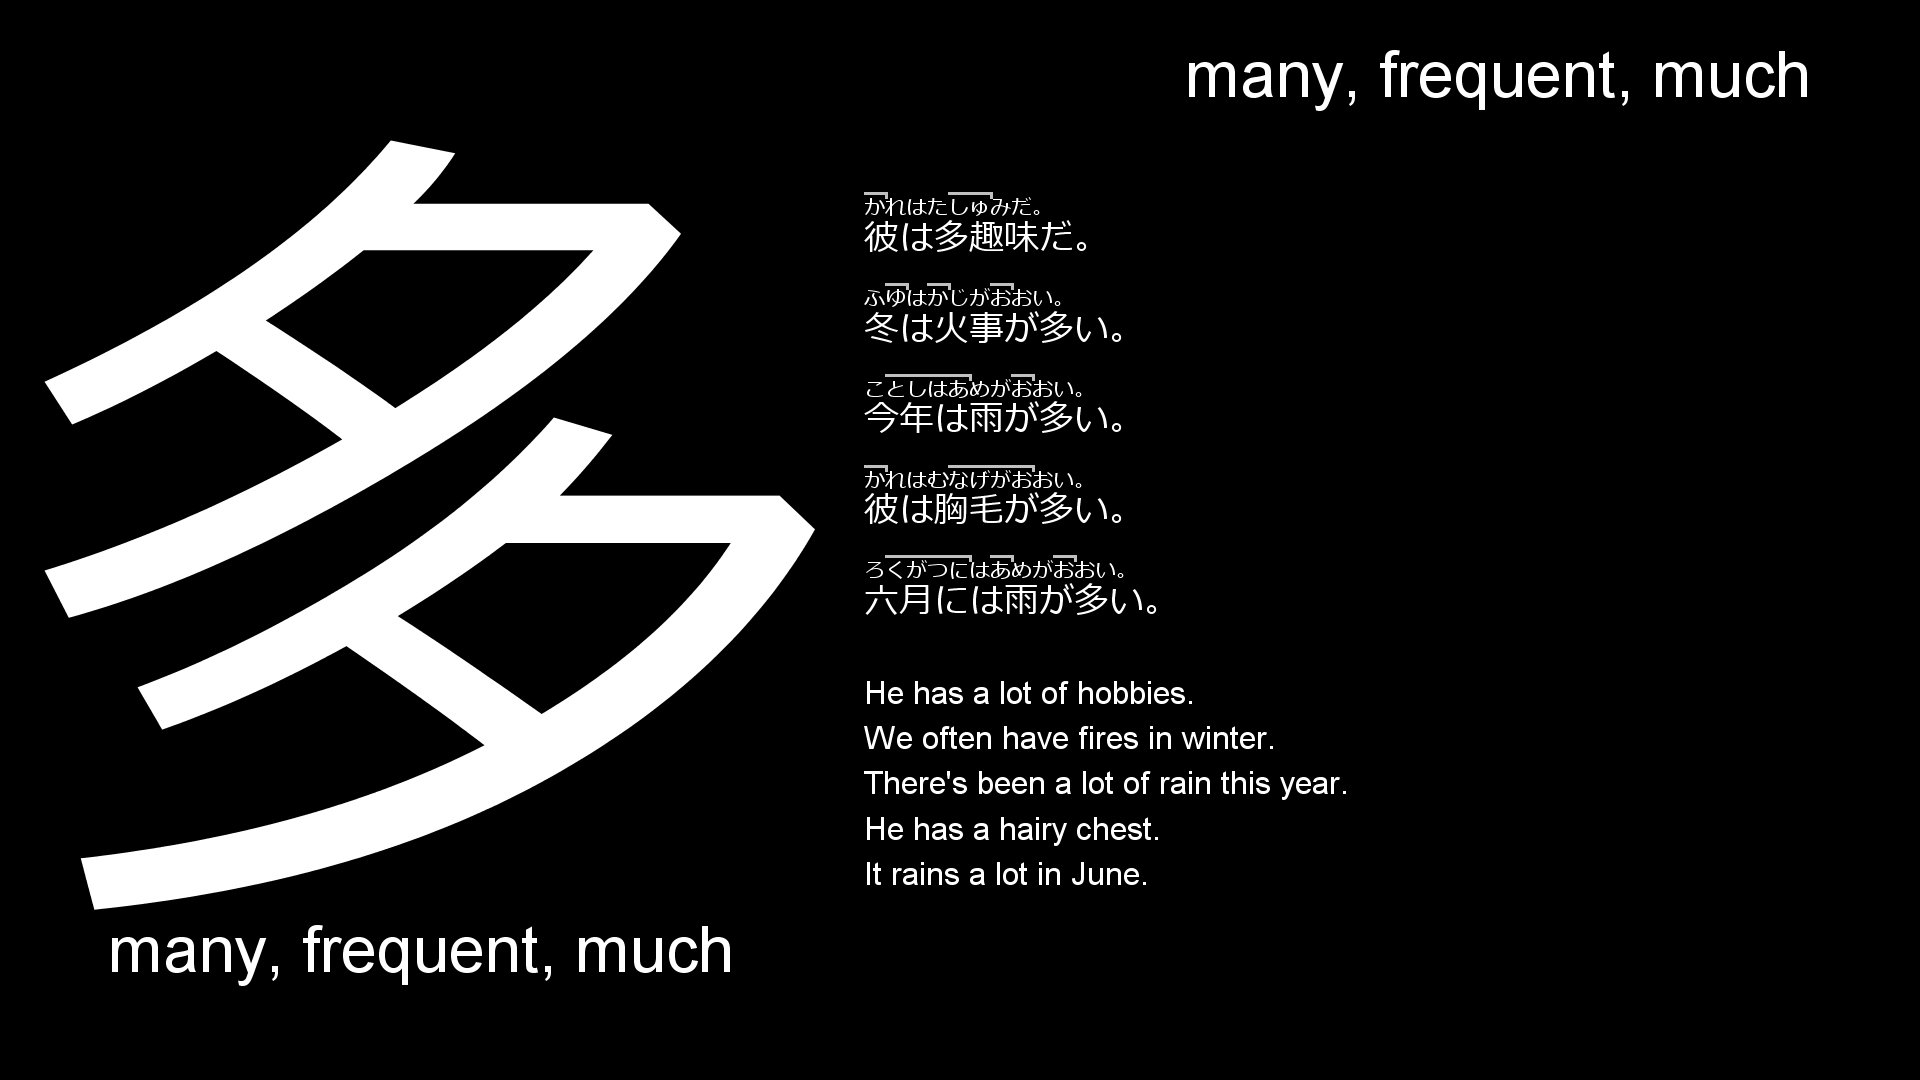 many, frequent, much
多
かれはたしゅみだ。
彼は多趣味だ。
ふゆはかじがおおい。
冬は火事が多い。
ことしはあめがおおい。
今年は雨が多い。
かれはむなげがおおい。
彼は胸毛が多い。
ろくがつにはあめがおおい。
六月には雨が多い。
He has a lot of hobbies.
We often have fires in winter.
There's been a lot of rain this year.
He has a hairy chest.
It rains a lot in June.
many, frequent, much